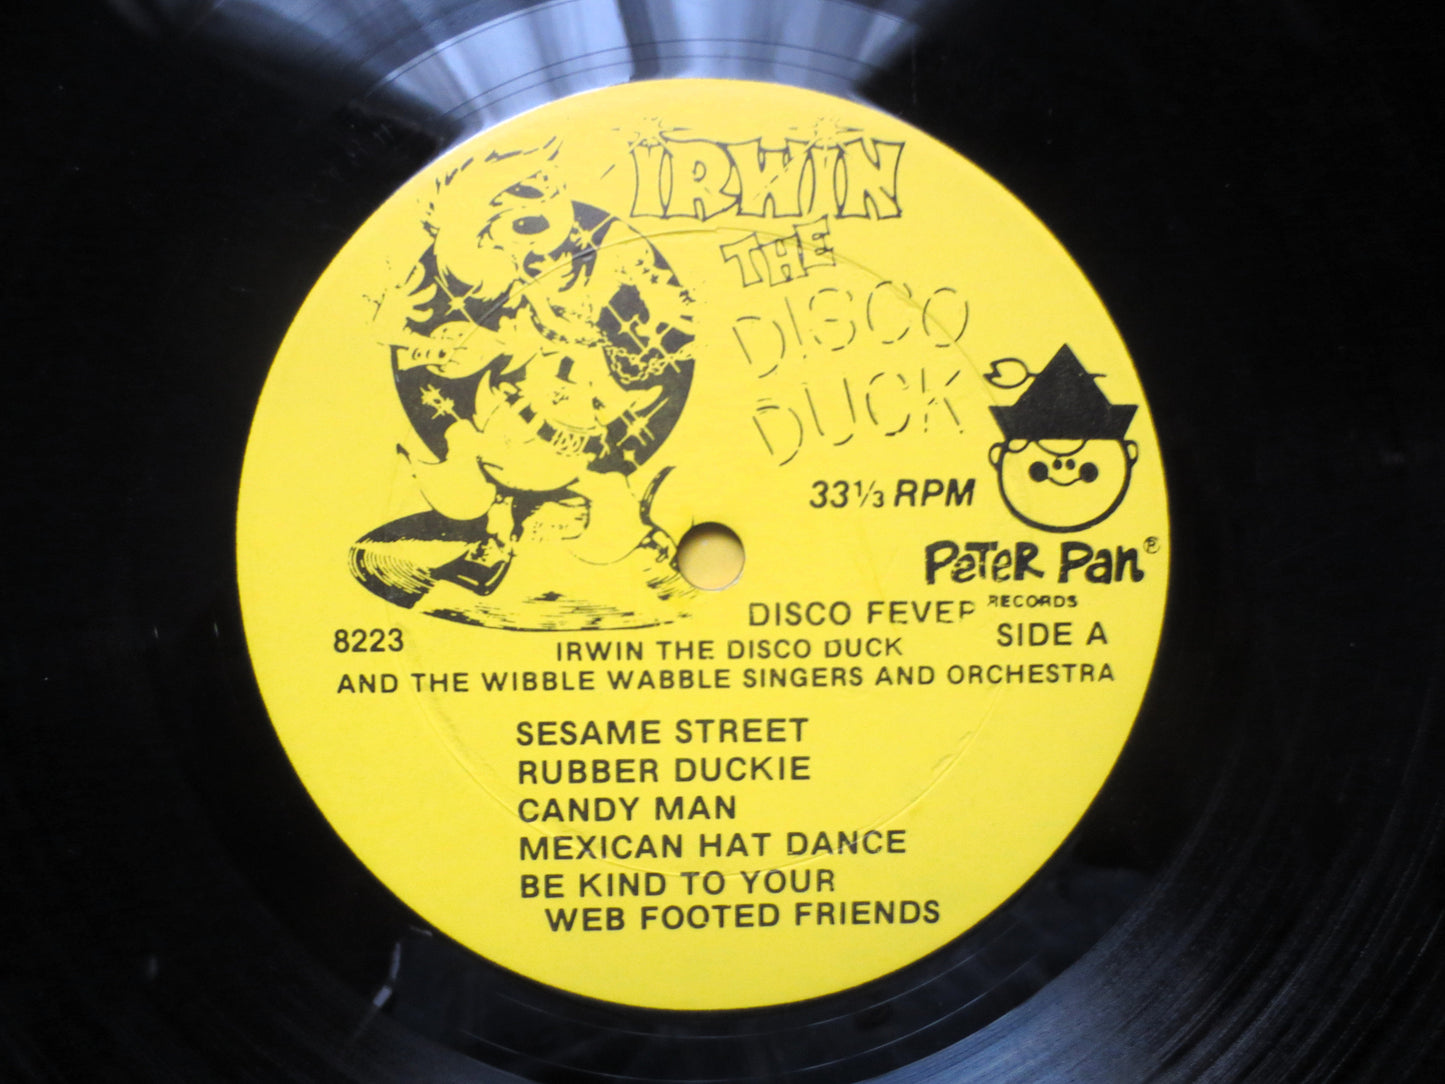 IRWIN
THE
DISCO
DUCK
33⅓ RPM
PETER PAN®
RECORDS
DISCO FEVER
8223
SIDE A
IRWIN THE DISCO DUCK
AND THE WIBBLE WABBLE SINGERS AND ORCHESTRA
SESAME STREET
RUBBER DUCKIE
CANDY MAN
MEXICAN HAT DANCE
BE KIND TO YOUR
WEB FOOTED FRIENDS